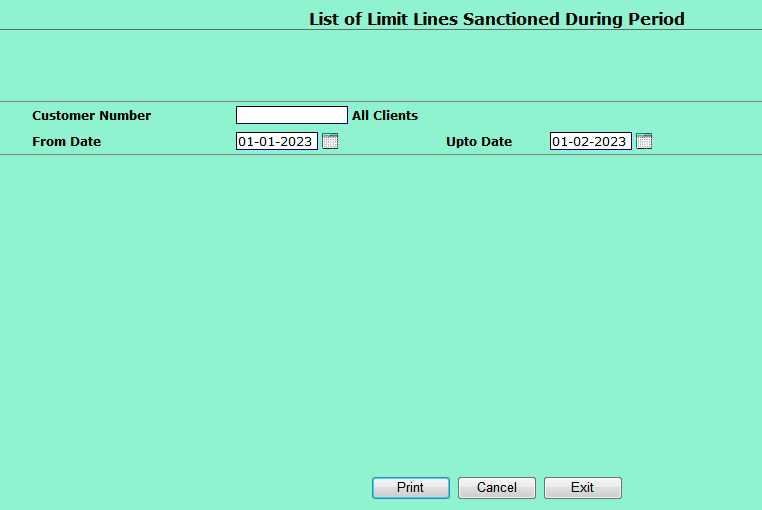 List of Limit Lines Sanctioned During Period
Customer Number All Clients
From Date 01-01-2023 Upto Date 01-02-2023
Print Cancel Exit